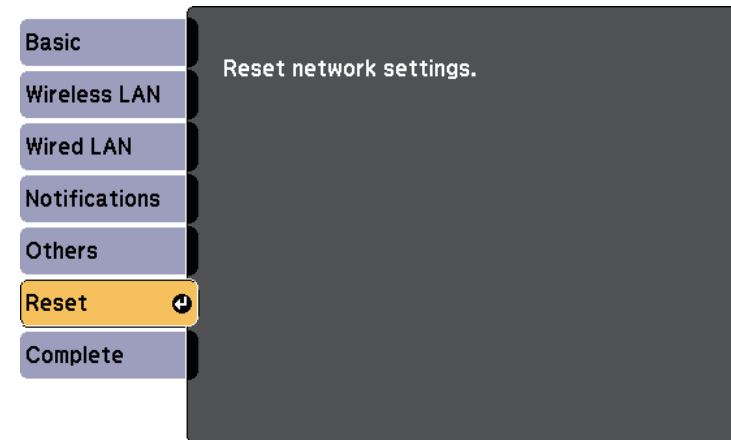 Basic
Reset network settings.
Wireless LAN
Wired LAN
Notifications
Others
Reset
Complete